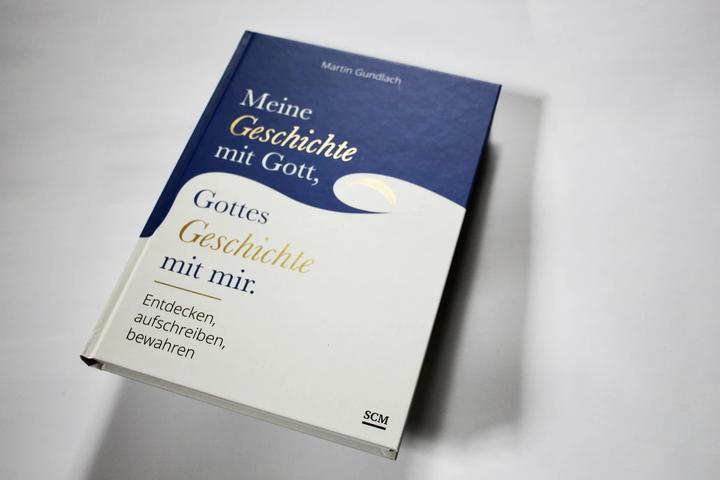 Martin Gundlach
Meine
Geschichte
mit Gott,
Gottes
Geschichte
mit mir.
Entdecken,
aufschreiben,
bewahren
SCM